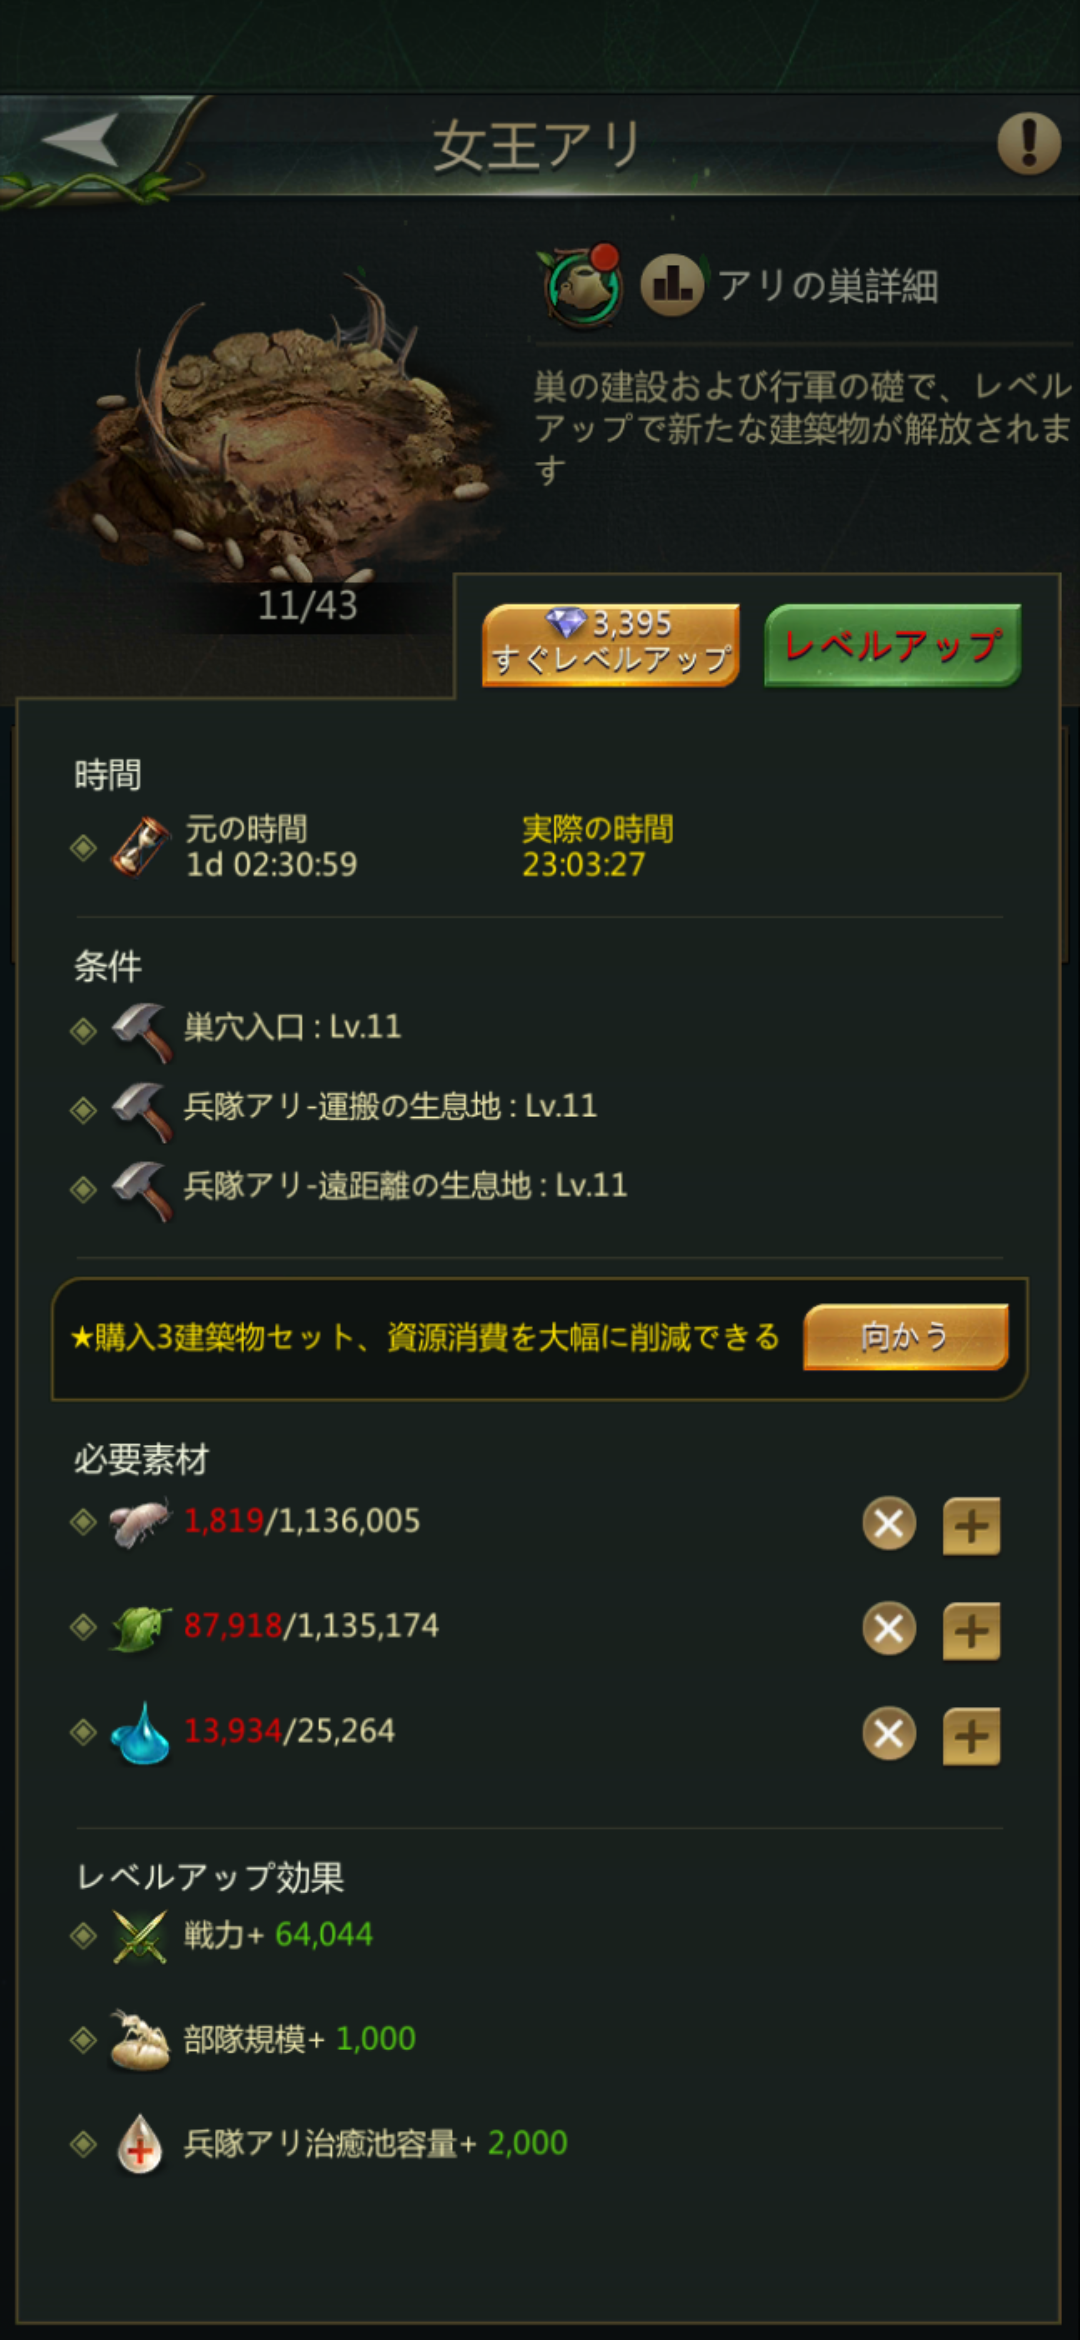 女王アリ
アリの巣詳細
巣の建設および行軍の礎で、レベル
アップで新たな建築物が解放されま
す
11/43
3,395
すぐレベルアップ
レベルアップ
時間
元の時間
1d 02:30:59
実際の時間
23:03:27
条件
巣穴入口 : Lv.11
兵隊アリ-運搬の生息地 : Lv.11
兵隊アリ-遠距離の生息地 : Lv.11
★購入3建築物セット、資源消費を大幅に削減できる
向かう
必要素材
1,819/1,136,005
87,918/1,135,174
13,934/25,264
レベルアップ効果
戦力+ 64,044
部隊規模+ 1,000
兵隊アリ治癒池容量+ 2,000